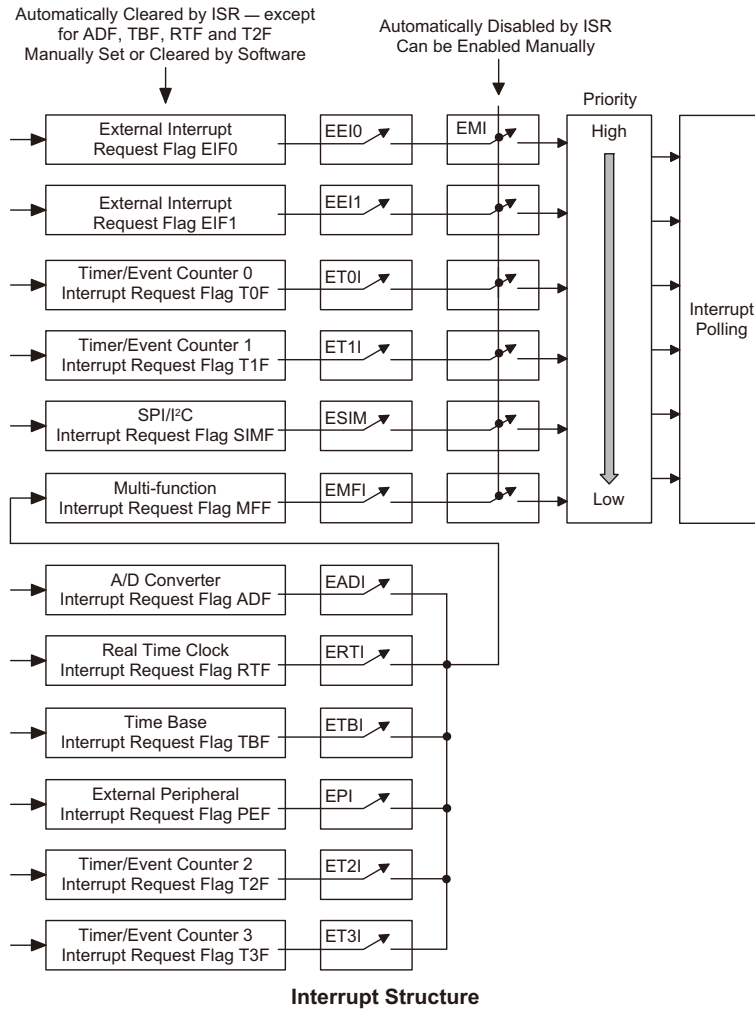 Automatically Cleared by ISR — except
for ADF, TBF, RTF and T2F
Manually Set or Cleared by Software
Automatically Disabled by ISR
Can be Enabled Manually
Priority
External Interrupt
Request Flag EIF0
EEI0
EMI
High
External Interrupt
Request Flag EIF1
EEI1
Timer/Event Counter 0
Interrupt Request Flag T0F
ET0I
Interrupt
Polling
Timer/Event Counter 1
Interrupt Request Flag T1F
ET1I
SPI/I²C
Interrupt Request Flag SIMF
ESIM
Multi-function
Interrupt Request Flag MFF
EMFI
Low
A/D Converter
Interrupt Request Flag ADF
EADI
Real Time Clock
Interrupt Request Flag RTF
ERTI
Time Base
Interrupt Request Flag TBF
ETBI
External Peripheral
Interrupt Request Flag PEF
EPI
Timer/Event Counter 2
Interrupt Request Flag T2F
ET2I
Timer/Event Counter 3
Interrupt Request Flag T3F
ET3I
Interrupt Structure